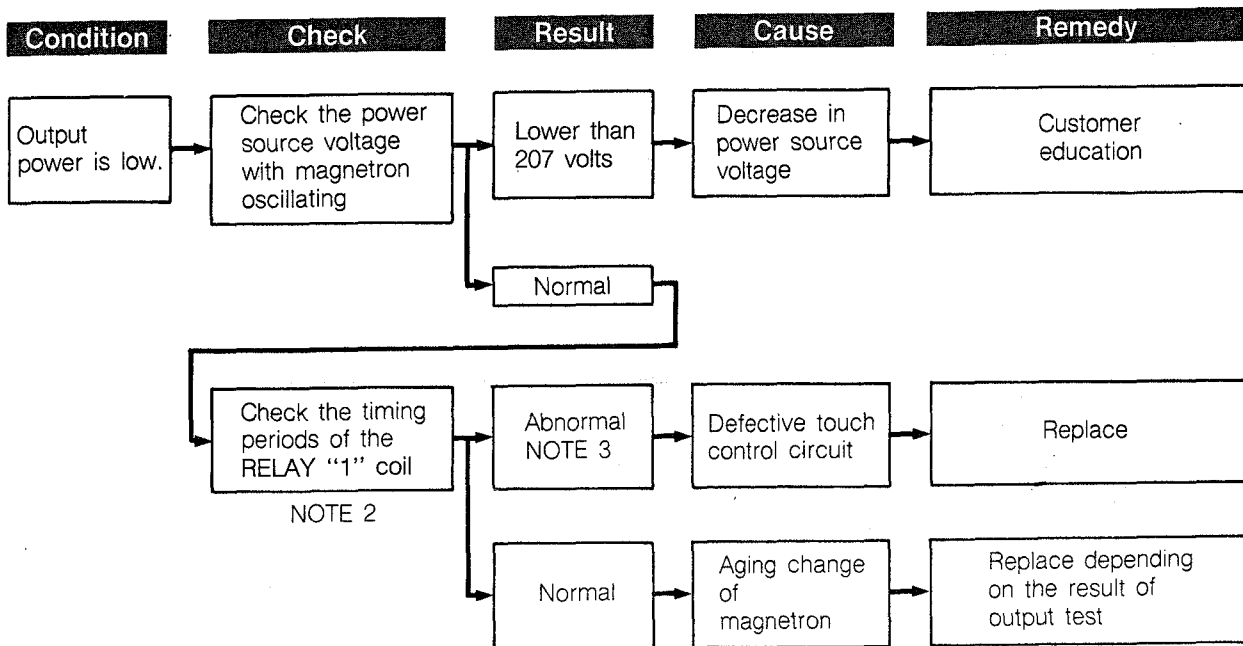 Condition
Check
Result
Cause
Remedy
Output
power is low.
Check the power
source voltage
with magnetron
oscillating
Lower than
207 volts
Decrease in
power source
voltage
Customer
education
Normal
Check the timing
periods of the
RELAY “1” coil
NOTE 2
Abnormal
NOTE 3
Defective touch
control circuit
Replace
Normal
Aging change
of
magnetron
Replace depending
on the result of
output test